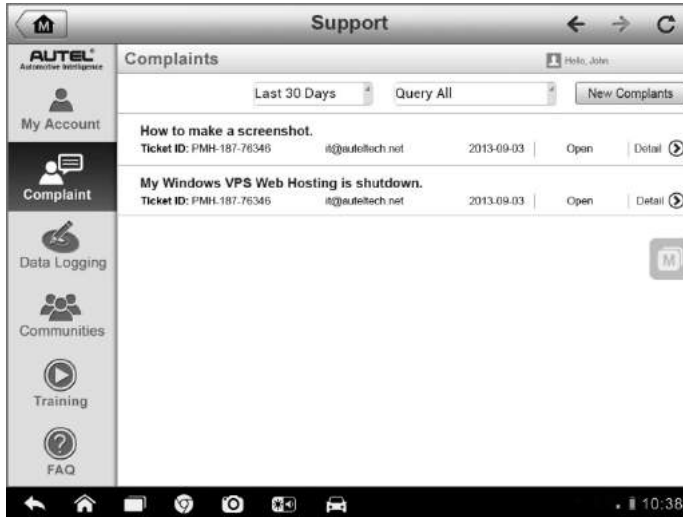 M
Support
AUTEL®
Automotive Intelligence
Complaints
Hello, John
Last 30 Days
Query All
New Complants
My Account
Complaint
Data Logging
Communities
Training
?
FAQ
How to make a screenshot.
Ticket ID: PMH-187-76346 it@auteltech.net 2013-09-03 Open Detail
My Windows VPS Web Hosting is shutdown.
Ticket ID: PMH-187-76346 it@auteltech.net 2013-09-03 Open Detail
M
10:38